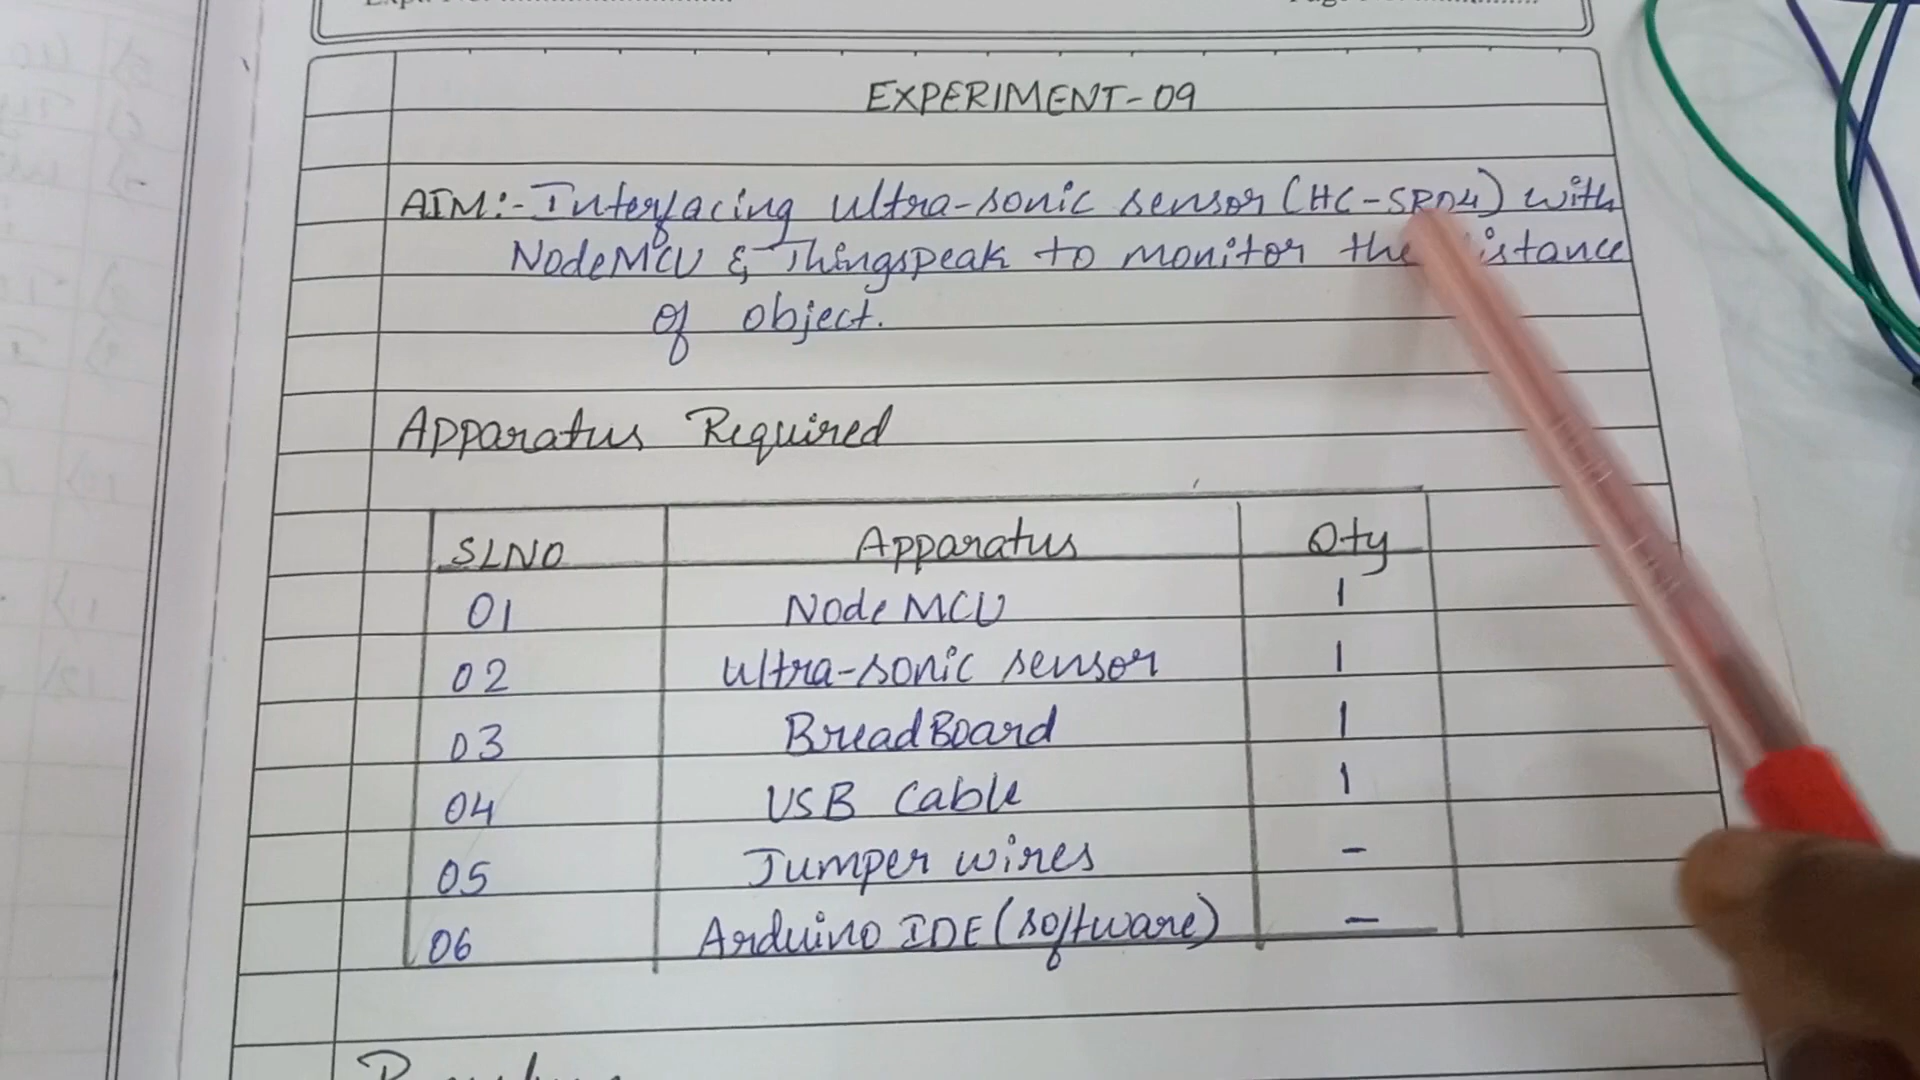 EXPERIMENT-09
AIM:- Interfacing ultra-sonic sensor (HC-SR04) with
NodeMCU & Thingspeak to monitor the distance
of object.
Apparatus Required
SLNO Apparatus Qty
01 NodeMCU 1
02 Ultra-sonic sensor 1
03 BreadBoard 1
04 USB Cable 1
05 Jumper wires -
06 Arduino IDE (software) -